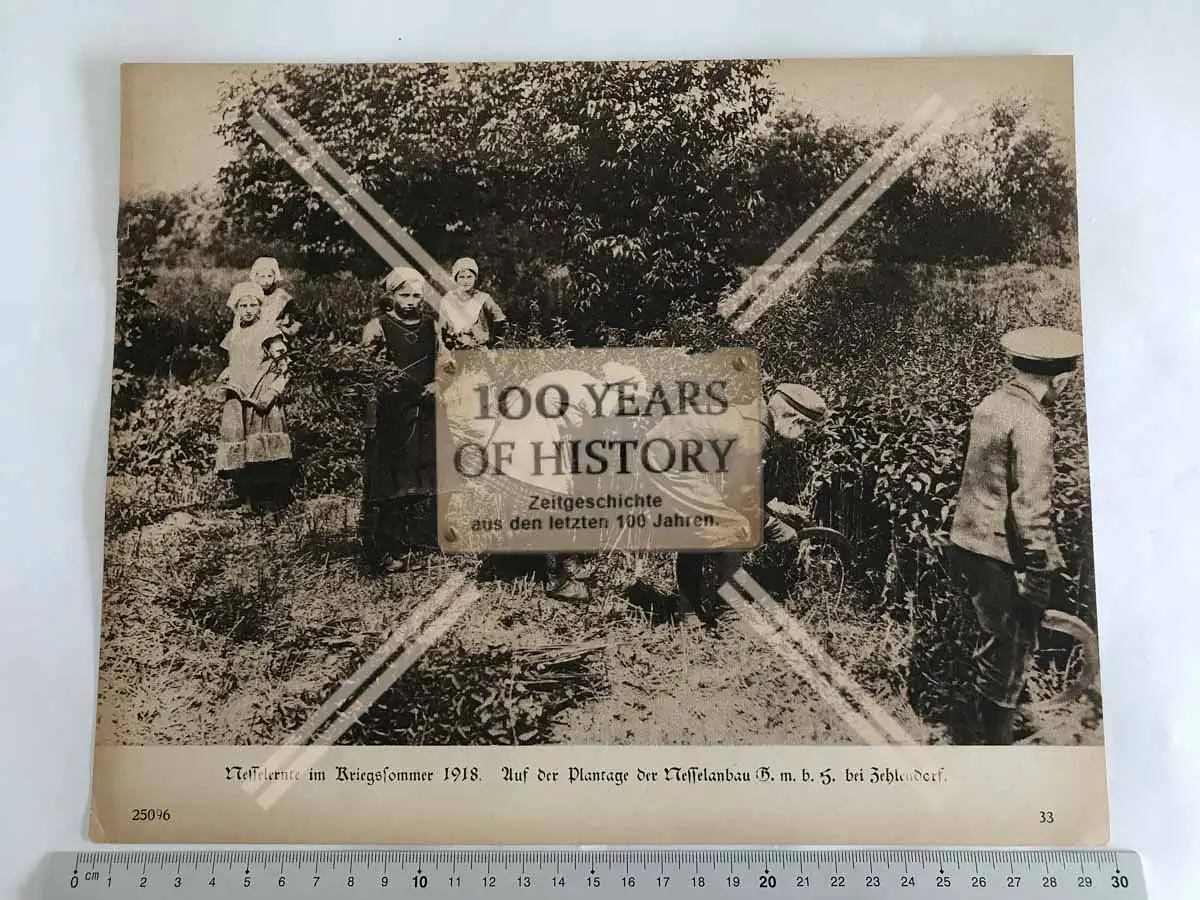 100 YEARS
OF HISTORY
Zeitgeschichte
aus den letzten 100 Jahren.
Nesselernte im Kriegssommer 1918. Auf der Plantage der Nesselanbau G. m. b. H. bei Zehlendorf.
25096
33
0 cm 1 2 3 4 5 6 7 8 9 10 11 12 13 14 15 16 17 18 19 20 21 22 23 24 25 26 27 28 29 30